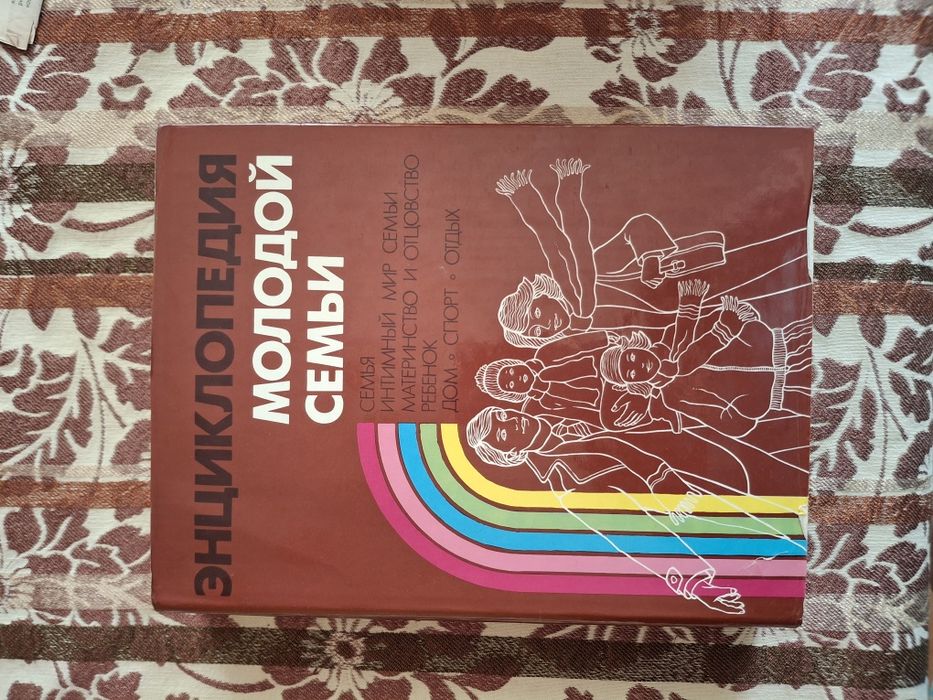 ЭНЦИКЛОПЕДИЯ
МОЛОДОЙ
СЕМЬИ
СЕМЬЯ
ИНТИМНЫЙ МИР СЕМЬИ
МАТЕРИНСТВО И ОТЦОВСТВО
РЕБЕНОК
ДОМ • СПОРТ • ОТДЫХ